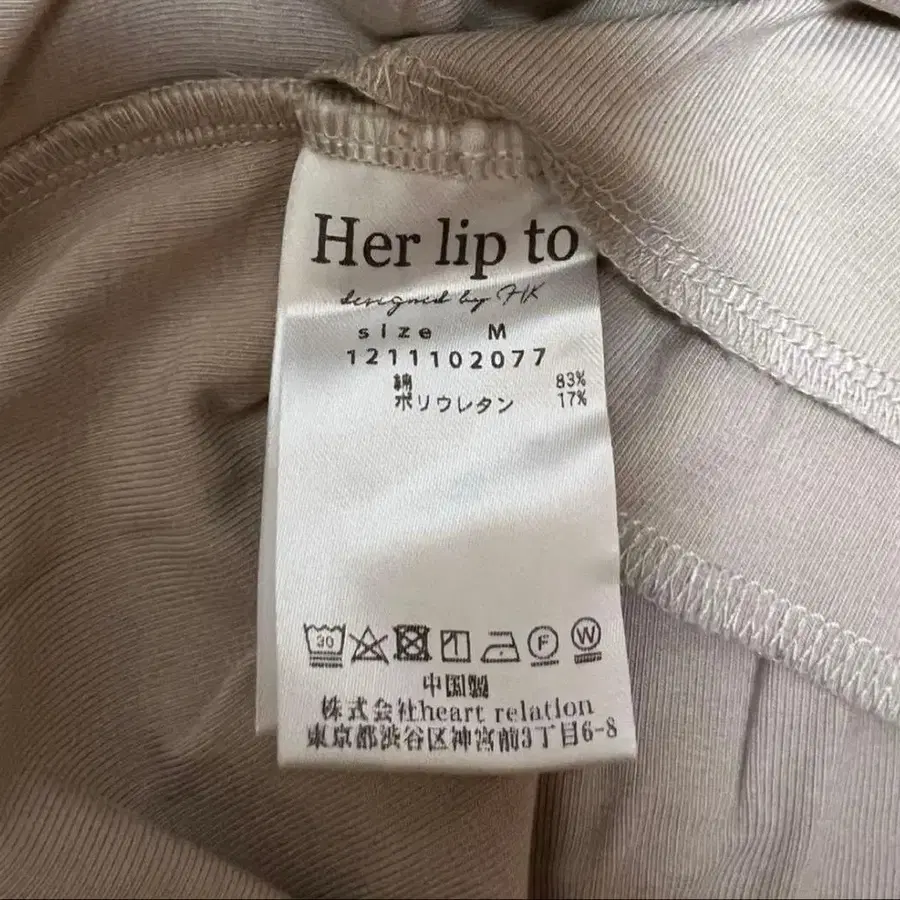 Her lip to
designed by HK
size M
1211102077
綿 83%
ポリウレタン 17%
30 F W
中国製
株式会社heart relation
東京都渋谷区神宮前3丁目6-8